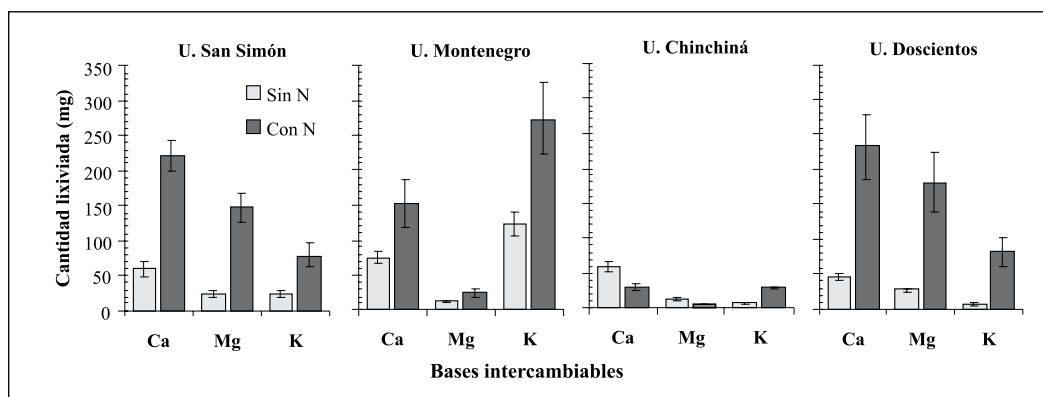 U. San Simón
U. Montenegro
U. Chinchiná
U. Doscientos
Cantidad lixiviada (mg)
350
300
250
200
150
100
50
0
Sin N
Con N
Ca Mg K
Ca Mg K
Ca Mg K
Ca Mg K
Bases intercambiables